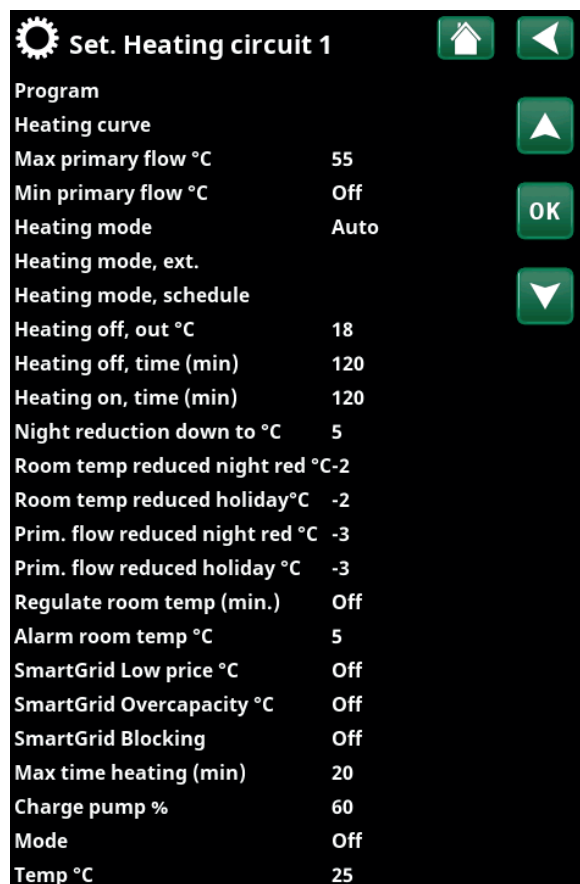 Set. Heating circuit 1
Program
Heating curve
Max primary flow °C 55
Min primary flow °C Off
Heating mode Auto
OK
Heating mode, ext.
Heating mode, schedule
Heating off, out °C 18
Heating off, time (min) 120
Heating on, time (min) 120
Night reduction down to °C 5
Room temp reduced night red °C-2
Room temp reduced holiday°C -2
Prim. flow reduced night red °C -3
Prim. flow reduced holiday °C -3
Regulate room temp (min.) Off
Alarm room temp °C 5
SmartGrid Low price °C Off
SmartGrid Overcapacity °C Off
SmartGrid Blocking Off
Max time heating (min) 20
Charge pump % 60
Mode Off
Temp °C 25